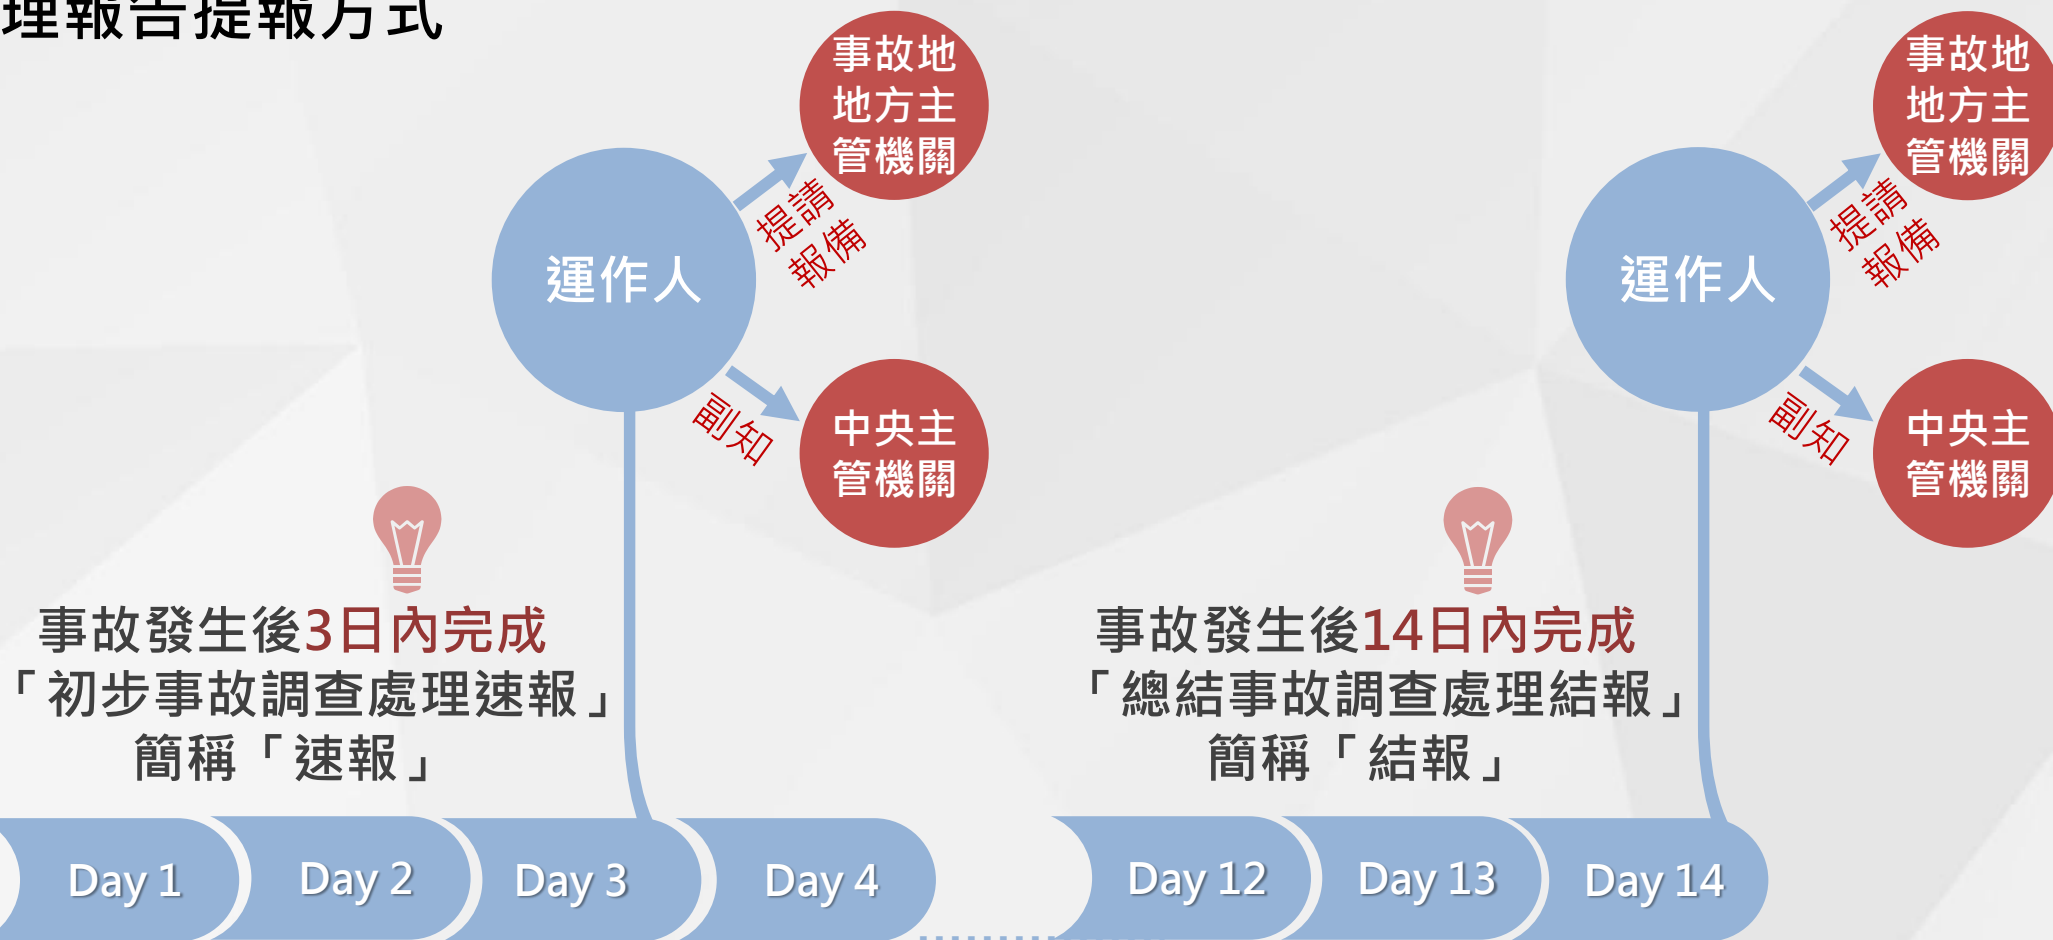 理報告提報方式
事故地
地方主
管機關
提請
報備
運作人
副知
中央主
管機關
事故發生後3日內完成
「初步事故調查處理速報」
簡稱「速報」
事故地
地方主
管機關
提請
報備
運作人
副知
中央主
管機關
事故發生後14日內完成
「總結事故調查處理結報」
簡稱「結報」
Day 1
Day 2
Day 3
Day 4
Day 12
Day 13
Day 14